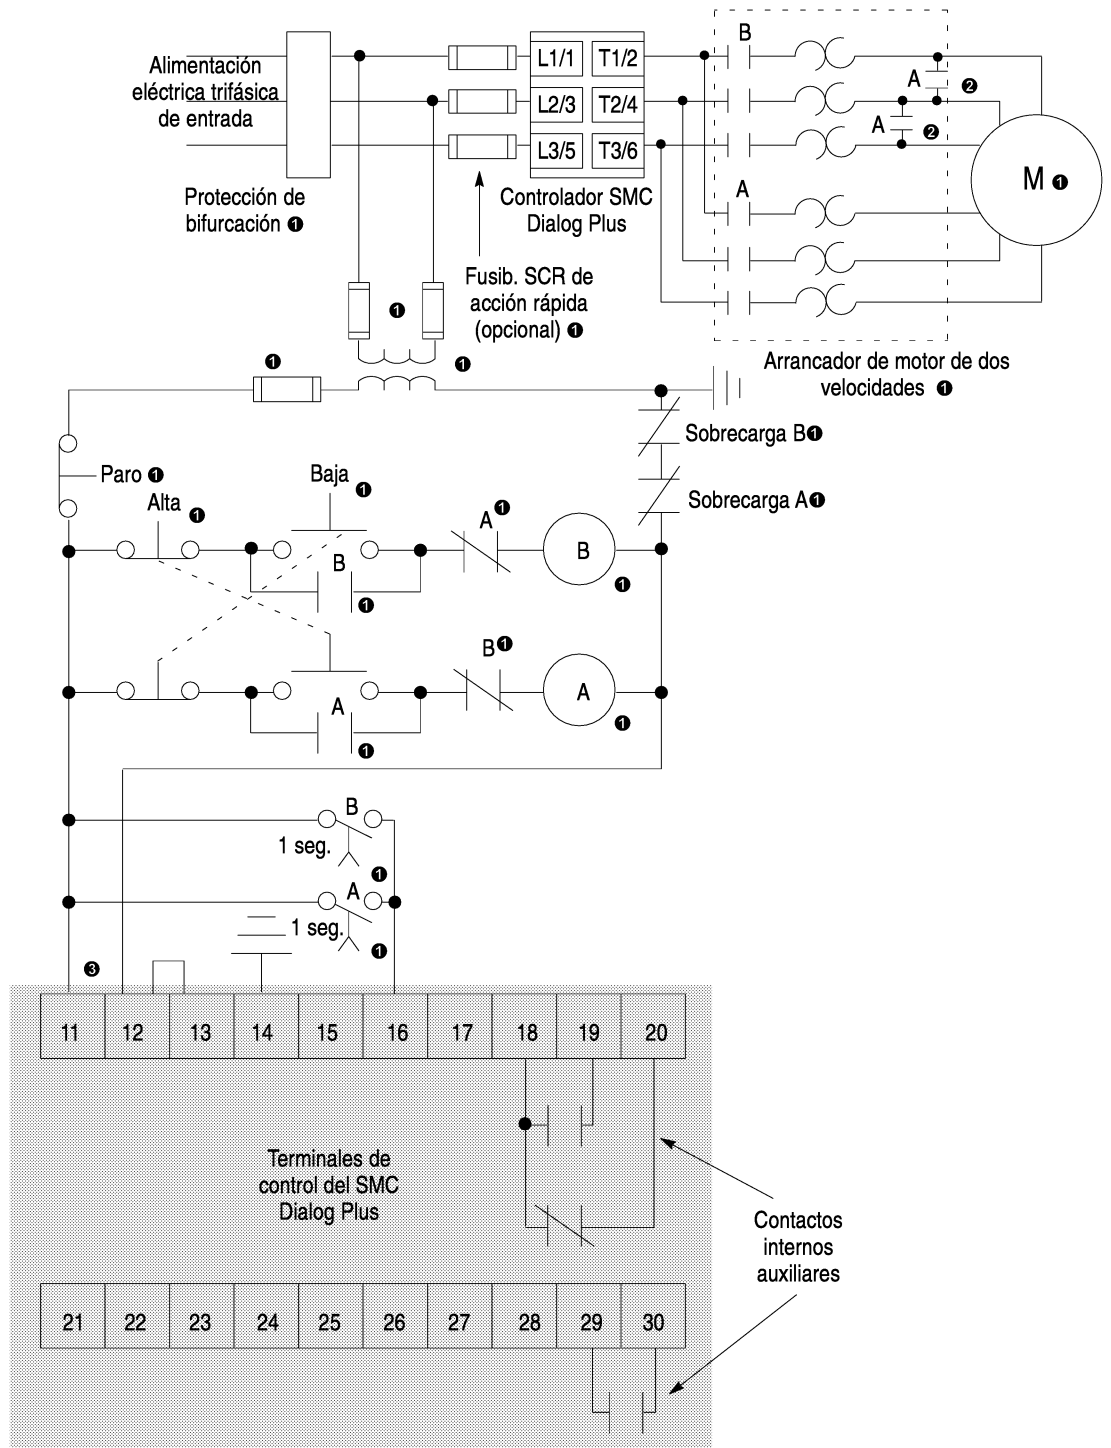 Alimentación
eléctrica trifásica
de entrada
L1/1 T1/2
L2/3 T2/4
L3/5 T3/6
B
A ❷
A ❷
M ❶
A
Protección de
bifurcación ❶
Controlador SMC
Dialog Plus
Fusib. SCR de
acción rápida
(opcional) ❶
❶
❶
❶
Arrancador de motor de dos
velocidades ❶
Sobrecarga B❶
Sobrecarga A❶
Paro ❶
Alta ❶
Baja ❶
A❶
B
❶
B
❶
B❶
A
❶
A
❶
B
1 seg.
❶
A
1 seg.
❶
❸
11 12 13 14 15 16 17 18 19 20
Terminales de
control del SMC
Dialog Plus
Contactos
internos
auxiliares
21 22 23 24 25 26 27 28 29 30